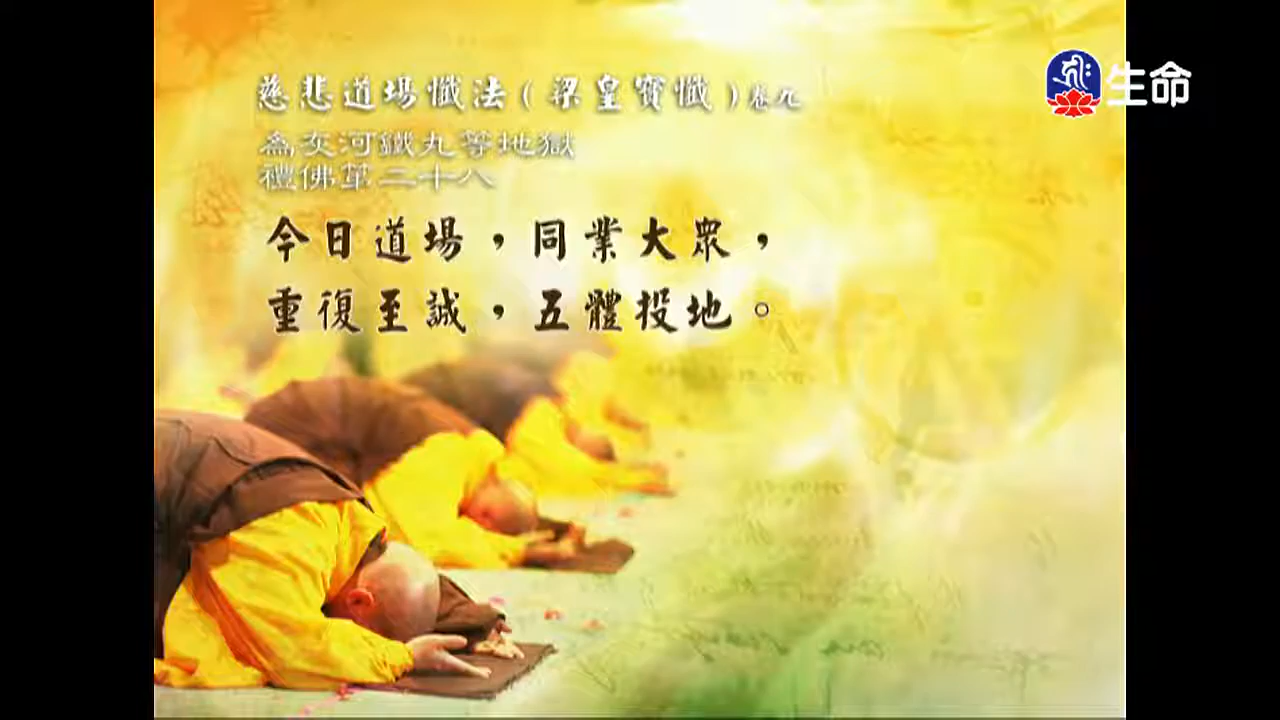 慈悲道場懺法(梁皇寶懺)卷九
生命
為灰河鐵丸等地獄
禮佛第二十八
今日道場，同業大眾，
重復至誠，五體投地。